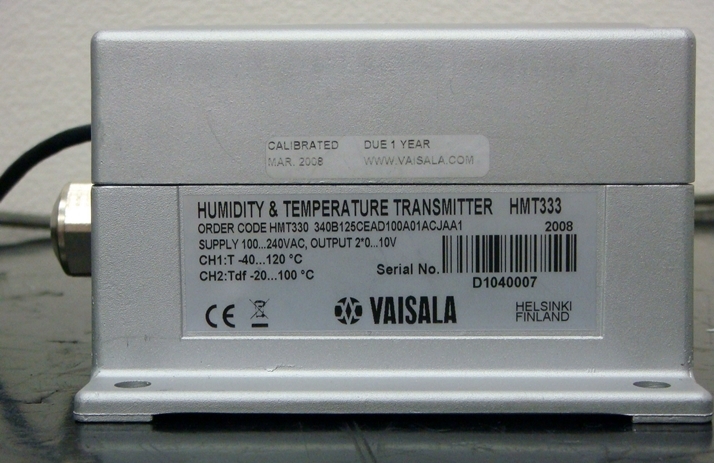 CALIBRATED DUE 1 YEAR
MAR. 2008 WWW.VAISALA.COM
HUMIDITY & TEMPERATURE TRANSMITTER HMT333
ORDER CODE HMT330 340B125CEAD100A01ACJAA1 2008
SUPPLY 100...240VAC, OUTPUT 2*0...10V
CH1:T -40...120 °C
CH2:Tdf -20...100 °C
Serial No.
D1040007
CE VAISALA HELSINKI
FINLAND